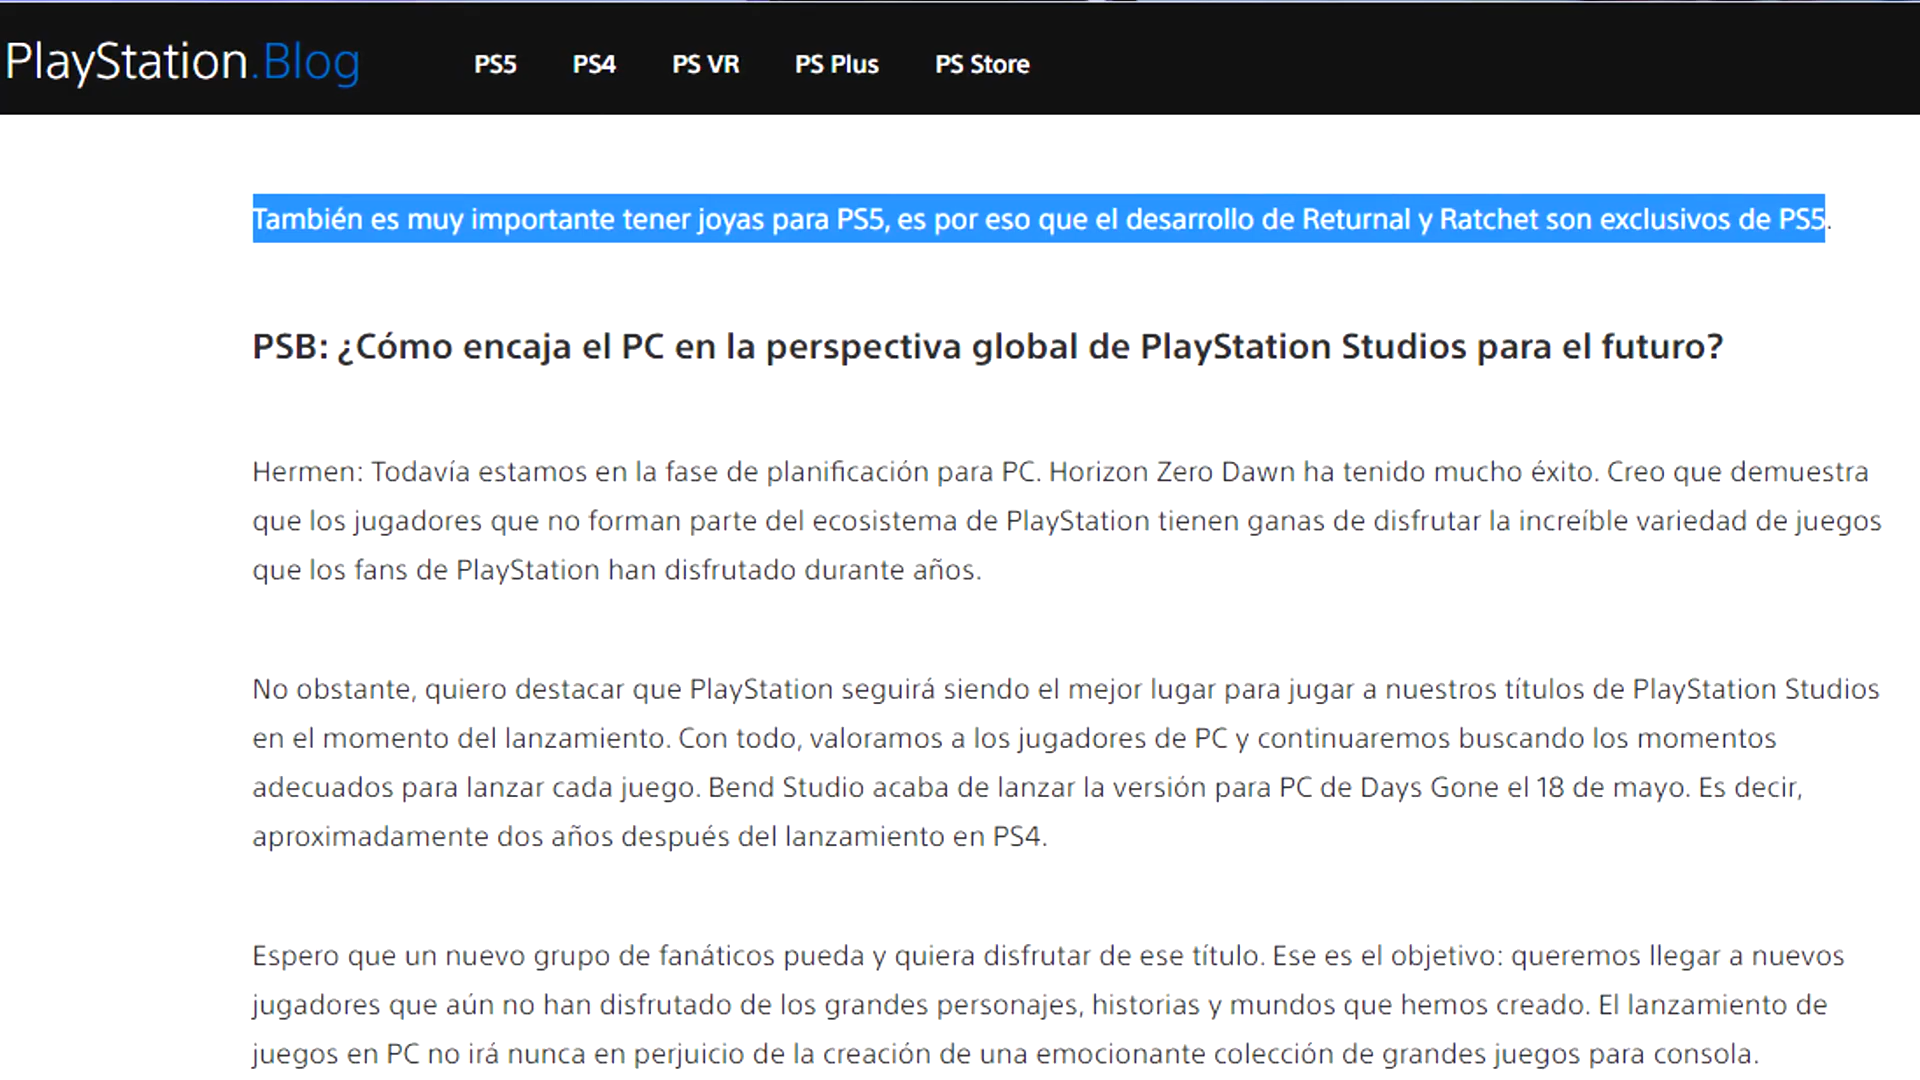 PlayStation.Blog PS5 PS4 PS VR PS Plus PS Store
También es muy importante tener joyas para PS5, es por eso que el desarrollo de Returnal y Ratchet son exclusivos de PS5.
PSB: ¿Cómo encaja el PC en la perspectiva global de PlayStation Studios para el futuro?
Hermen: Todavía estamos en la fase de planificación para PC. Horizon Zero Dawn ha tenido mucho éxito. Creo que demuestra
que los jugadores que no forman parte del ecosistema de PlayStation tienen ganas de disfrutar la increíble variedad de juegos
que los fans de PlayStation han disfrutado durante años.
No obstante, quiero destacar que PlayStation seguirá siendo el mejor lugar para jugar a nuestros títulos de PlayStation Studios
en el momento del lanzamiento. Con todo, valoramos a los jugadores de PC y continuaremos buscando los momentos
adecuados para lanzar cada juego. Bend Studio acaba de lanzar la versión para PC de Days Gone el 18 de mayo. Es decir,
aproximadamente dos años después del lanzamiento en PS4.
Espero que un nuevo grupo de fanáticos pueda y quiera disfrutar de ese título. Ese es el objetivo: queremos llegar a nuevos
jugadores que aún no han disfrutado de los grandes personajes, historias y mundos que hemos creado. El lanzamiento de
juegos en PC no irá nunca en perjuicio de la creación de una emocionante colección de grandes juegos para consola.